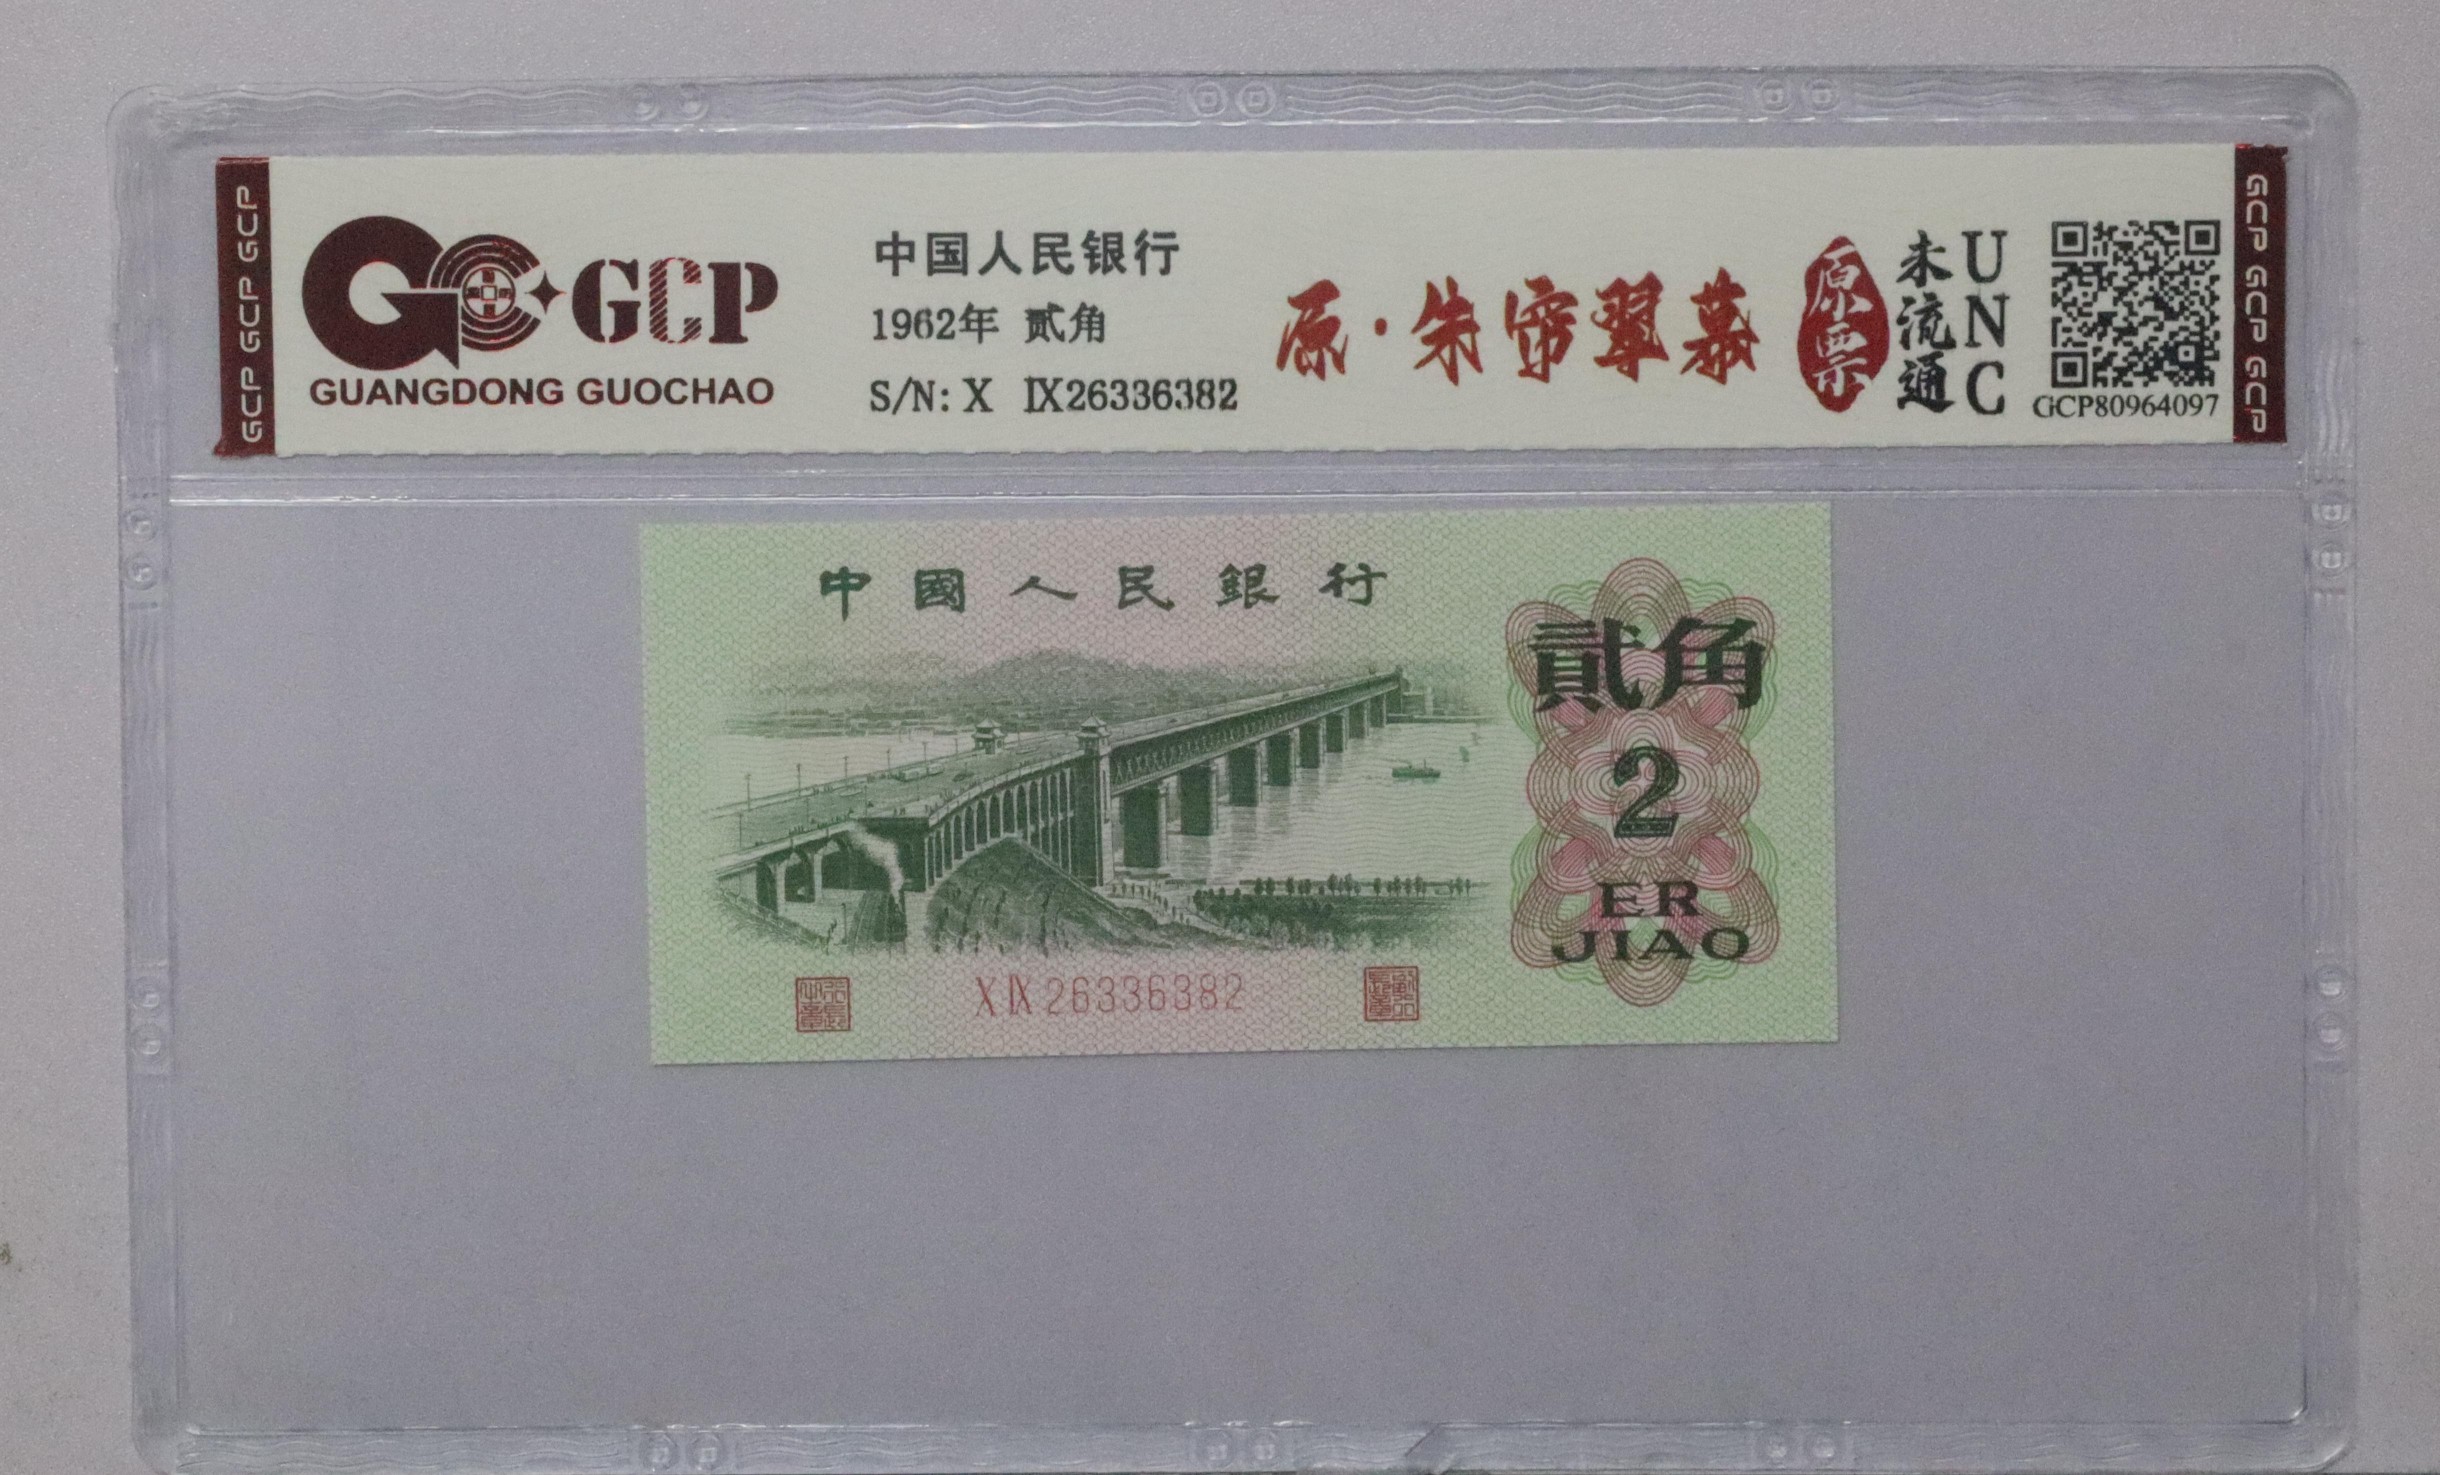 GCP GCP GCP
GCP
GUANGDONG GUOCHAO
中国人民银行
1962年 贰角
S/N: X IX26336382
原·朱帘翠幕
原票
未流通
UNC
GCP80964097
GCP GCP GCP
中國人民銀行
貳角
2
ER
JIAO
X IX 26336382